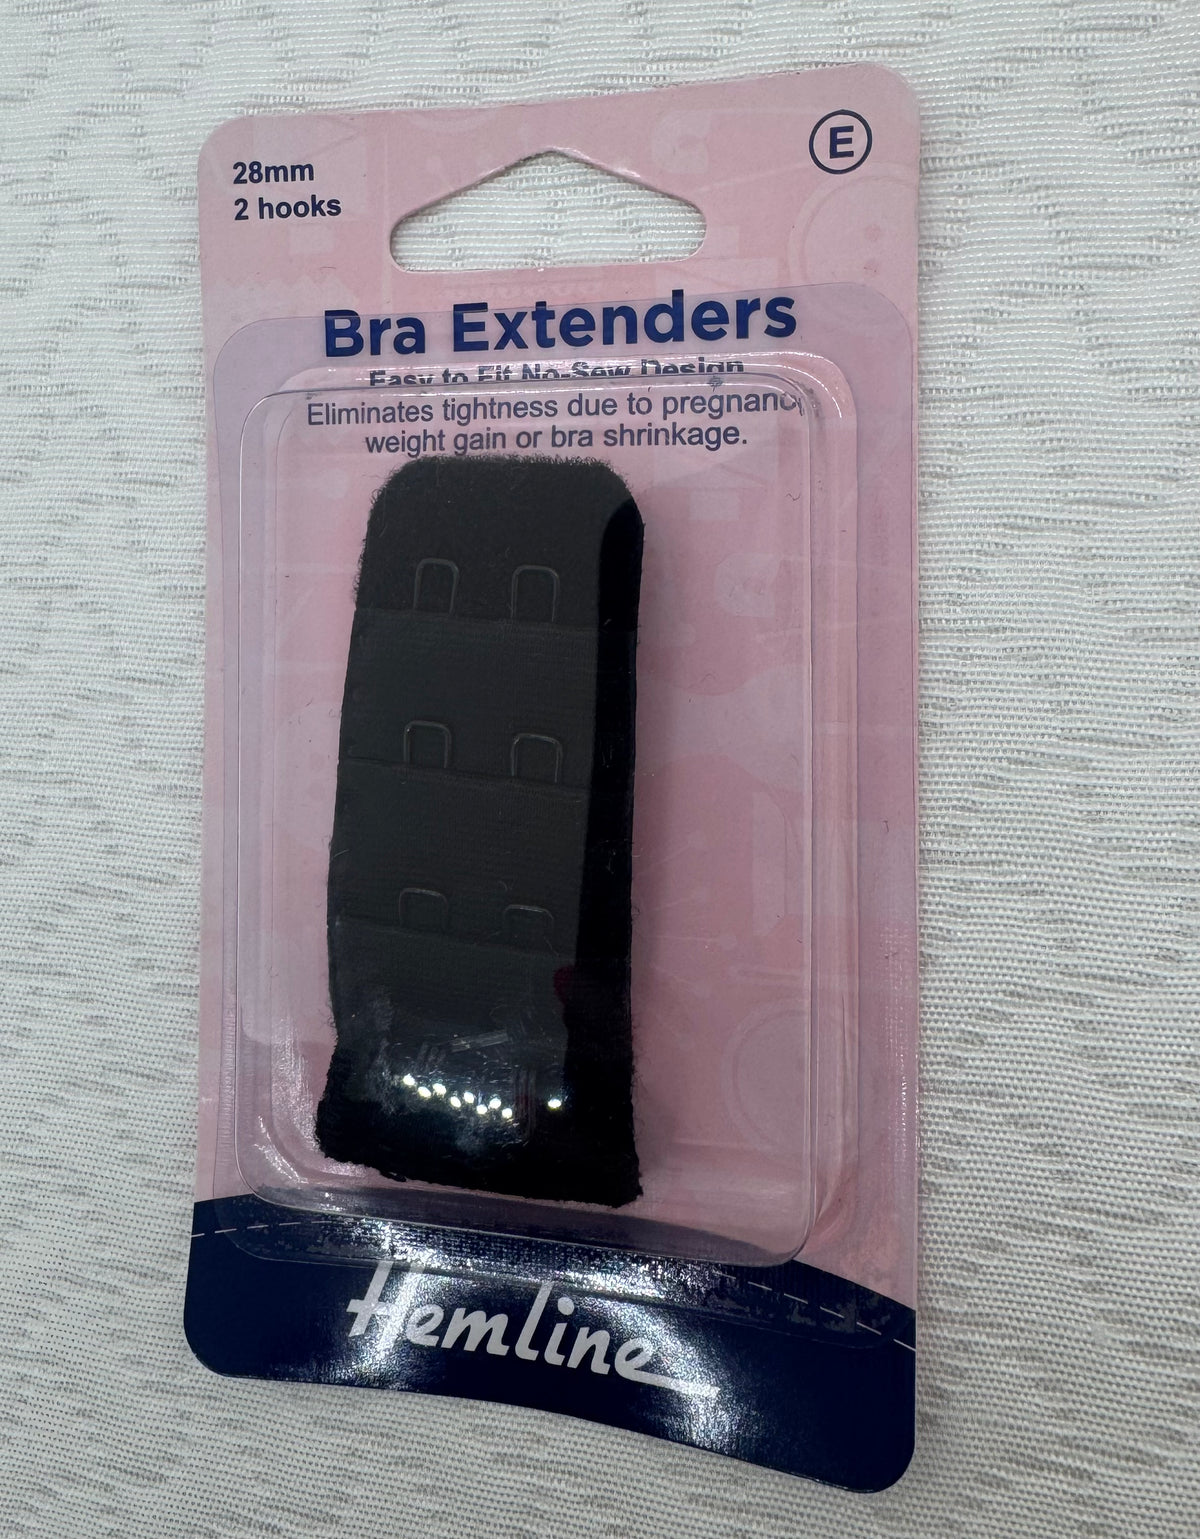 28mm
2 hooks
E
Bra Extenders
Easy to Fit No-Sew Design
Eliminates tightness due to pregnancy,
weight gain or bra shrinkage.
Hemline